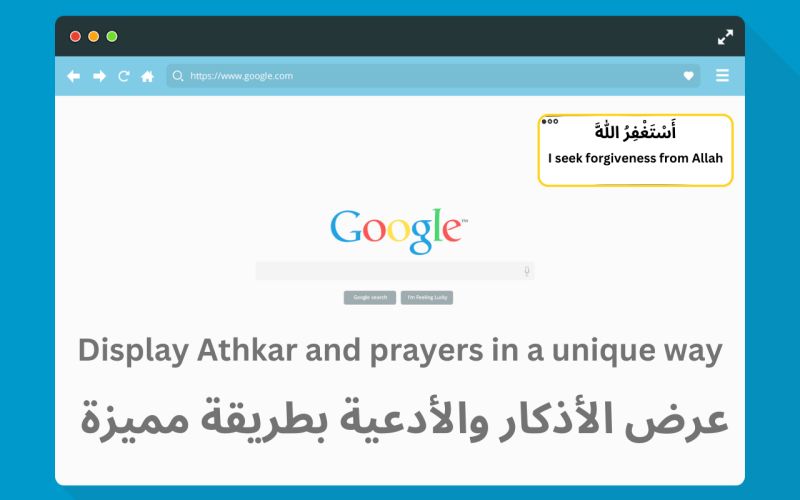 https://www.google.com
أَسْتَغْفِرُ اللَّهَ
I seek forgiveness from Allah
Google™
Google search
I'm Feeling Lucky
Display Athkar and prayers in a unique way
عرض الأذكار والأدعية بطريقة مميزة